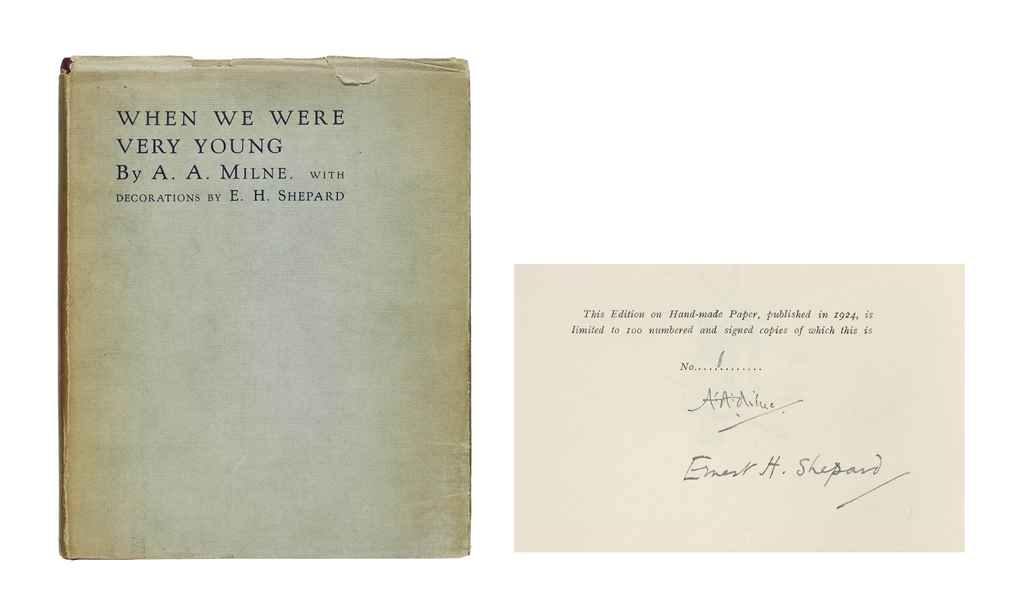 WHEN WE WERE
VERY YOUNG
By A. A. MILNE. WITH
DECORATIONS BY E. H. SHEPARD
This Edition on Hand-made Paper, published in 1924, is
limited to 100 numbered and signed copies of which this is
No.....1........
A.A. Milne.
Ernest H. Shepard